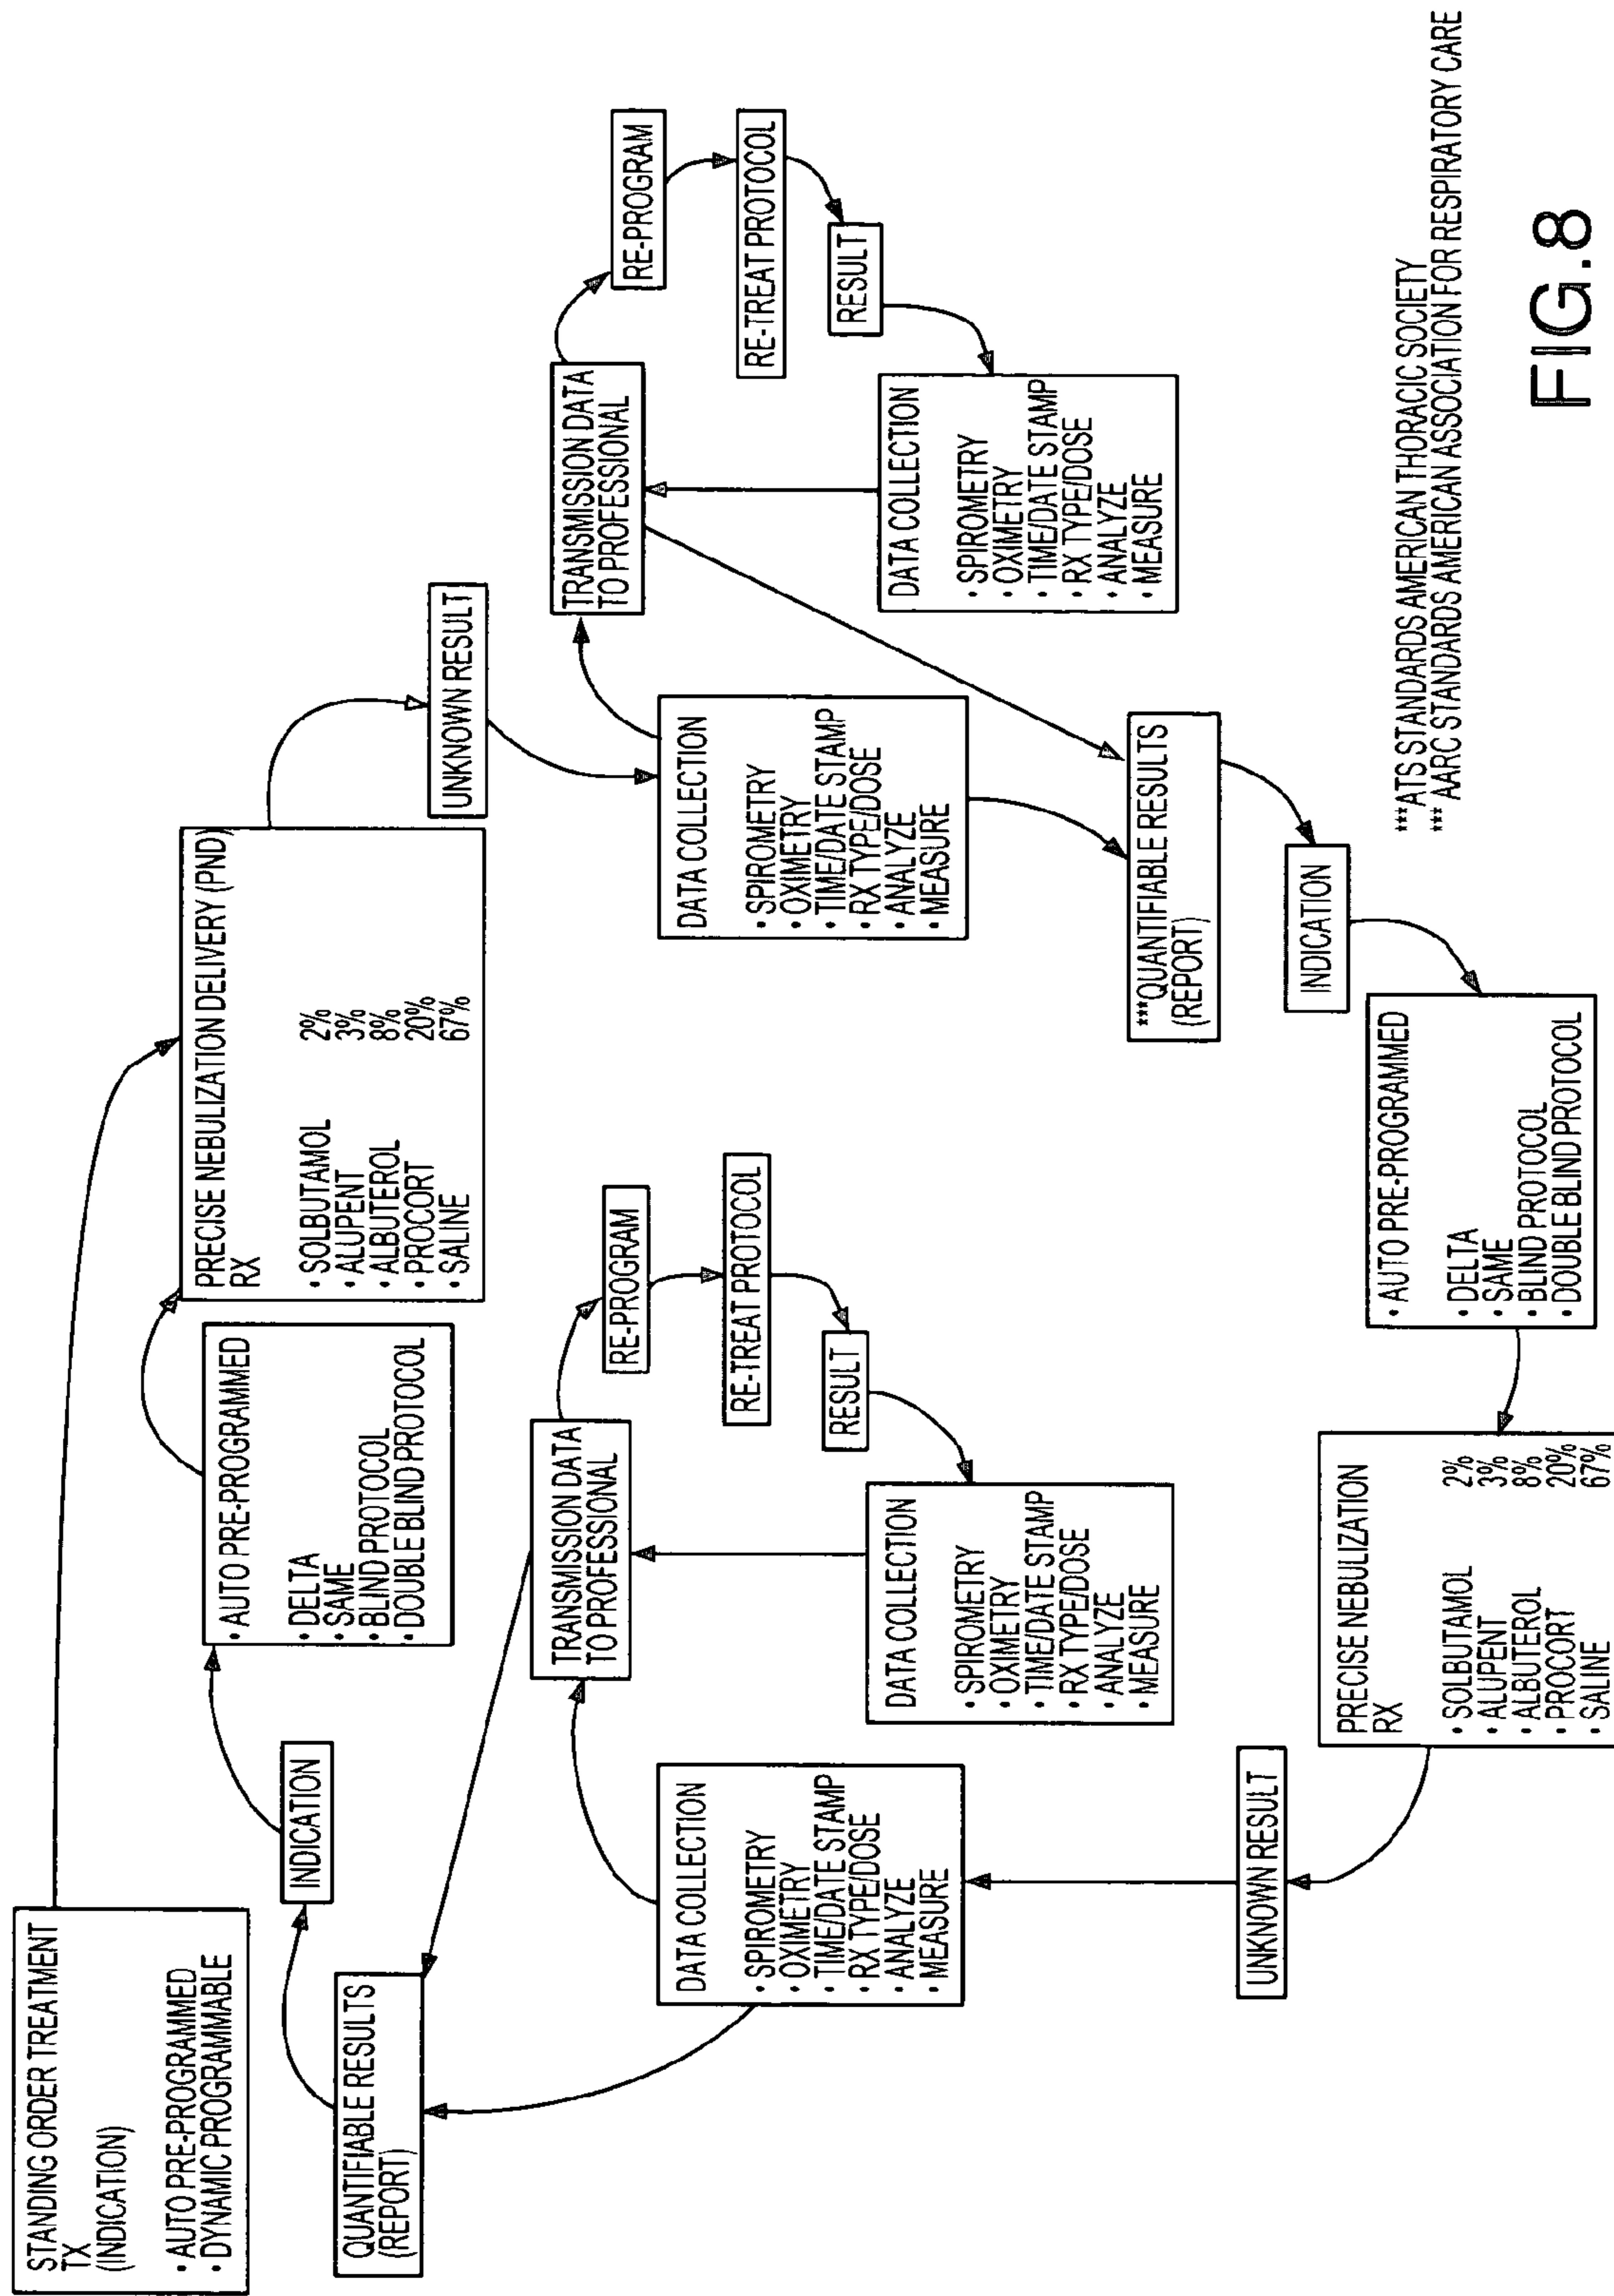 STANDING ORDER TREATMENT
TX
(INDICATION)
• AUTO PRE-PROGRAMMED
• DYNAMIC PROGRAMMABLE
QUANTIFIABLE RESULTS
(REPORT)
INDICATION
• AUTO PRE-PROGRAMMED
• DELTA
• SAME
• BLIND PROTOCOL
• DOUBLE BLIND PROTOCOL
PRECISE NEBULIZATION DELIVERY (PND)
RX
• SOLBUTAMOL 2%
• ALUPENT 3%
• ALBUTEROL 8%
• PROCORT 20%
• SALINE 67%
UNKNOWN RESULT
DATA COLLECTION
• SPIROMETRY
• OXIMETRY
• TIME/DATE STAMP
• RX TYPE/DOSE
• ANALYZE
• MEASURE
TRANSMISSION DATA
TO PROFESSIONAL
RE-PROGRAM
RE-TREAT PROTOCOL
RESULT
DATA COLLECTION
• SPIROMETRY
• OXIMETRY
• TIME/DATE STAMP
• RX TYPE/DOSE
• ANALYZE
• MEASURE
***QUANTIFIABLE RESULTS
(REPORT)
INDICATION
• AUTO PRE-PROGRAMMED
• DELTA
• SAME
• BLIND PROTOCOL
• DOUBLE BLIND PROTOCOL
PRECISE NEBULIZATION
RX
• SOLBUTAMOL 2%
• ALUPENT 3%
• ALBUTEROL 8%
• PROCORT 20%
• SALINE 67%
UNKNOWN RESULT
DATA COLLECTION
• SPIROMETRY
• OXIMETRY
• TIME/DATE STAMP
• RX TYPE/DOSE
• ANALYZE
• MEASURE
TRANSMISSION DATA
TO PROFESSIONAL
RE-PROGRAM
RE-TREAT PROTOCOL
RESULT
DATA COLLECTION
• SPIROMETRY
• OXIMETRY
• TIME/DATE STAMP
• RX TYPE/DOSE
• ANALYZE
• MEASURE
***ATS STANDARDS AMERICAN THORACIC SOCIETY
*** AARC STANDARDS AMERICAN ASSOCIATION FOR RESPIRATORY CARE
FIG.8